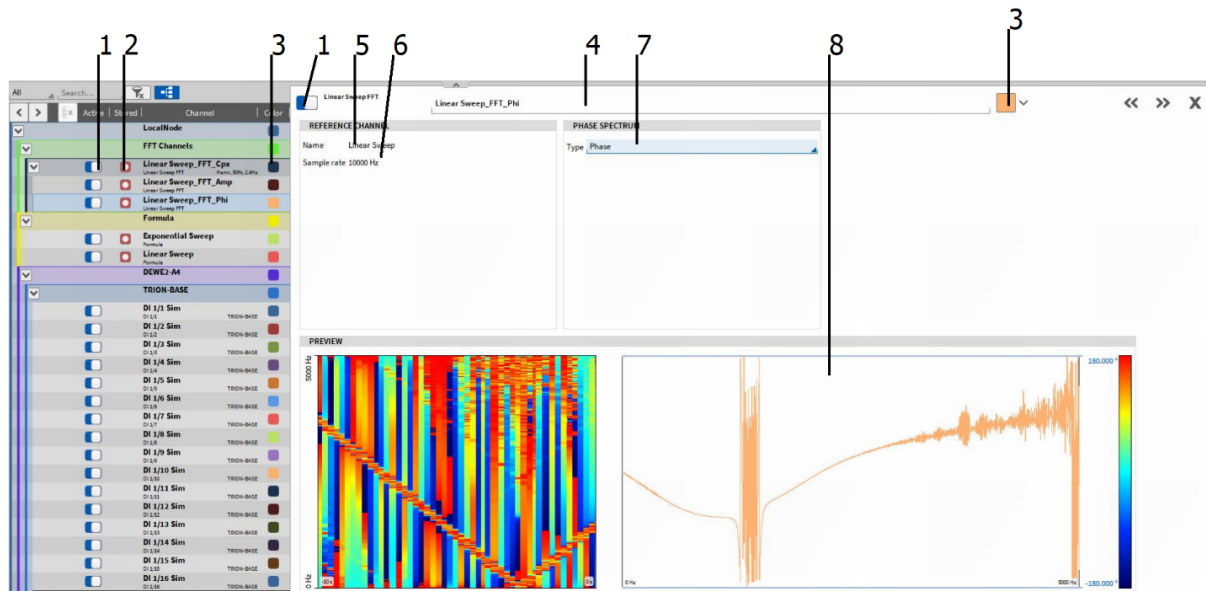 1 2 3 5 6 1 4 7 8 3
All Search...
Active Stored Channel Color
LocalNode
FFT Channels
Linear Sweep_FFT_Cpx
Linear Sweep FFT Hann, 50%, 2.4Hz
Linear Sweep_FFT_Amp
Linear Sweep FFT
Linear Sweep_FFT_Phi
Linear Sweep FFT
Formula
Exponential Sweep
Formula
Linear Sweep
Formula
DEWE2-A4
TRION-BASE
DI 1/1 Sim
DI 1/1 TRION-BASE
DI 1/2 Sim
DI 1/2 TRION-BASE
DI 1/3 Sim
DI 1/3 TRION-BASE
DI 1/4 Sim
DI 1/4 TRION-BASE
DI 1/5 Sim
DI 1/5 TRION-BASE
DI 1/6 Sim
DI 1/6 TRION-BASE
DI 1/7 Sim
DI 1/7 TRION-BASE
DI 1/8 Sim
DI 1/8 TRION-BASE
DI 1/9 Sim
DI 1/9 TRION-BASE
DI 1/10 Sim
DI 1/10 TRION-BASE
DI 1/11 Sim
DI 1/11 TRION-BASE
DI 1/12 Sim
DI 1/12 TRION-BASE
DI 1/13 Sim
DI 1/13 TRION-BASE
DI 1/14 Sim
DI 1/14 TRION-BASE
DI 1/15 Sim
DI 1/15 TRION-BASE
DI 1/16 Sim
DI 1/16 TRION-BASE
Linear Sweep FFT
Linear Sweep_FFT_Phi
X
REFERENCE CHANNEL
Name Linear Sweep
Sample rate 10000 Hz
PHASE SPECTRUM
Type Phase
PREVIEW
5000 Hz
0 Hz
-10 s
0 s
180.000 °
0 Hz
5000 Hz
-180.000 °